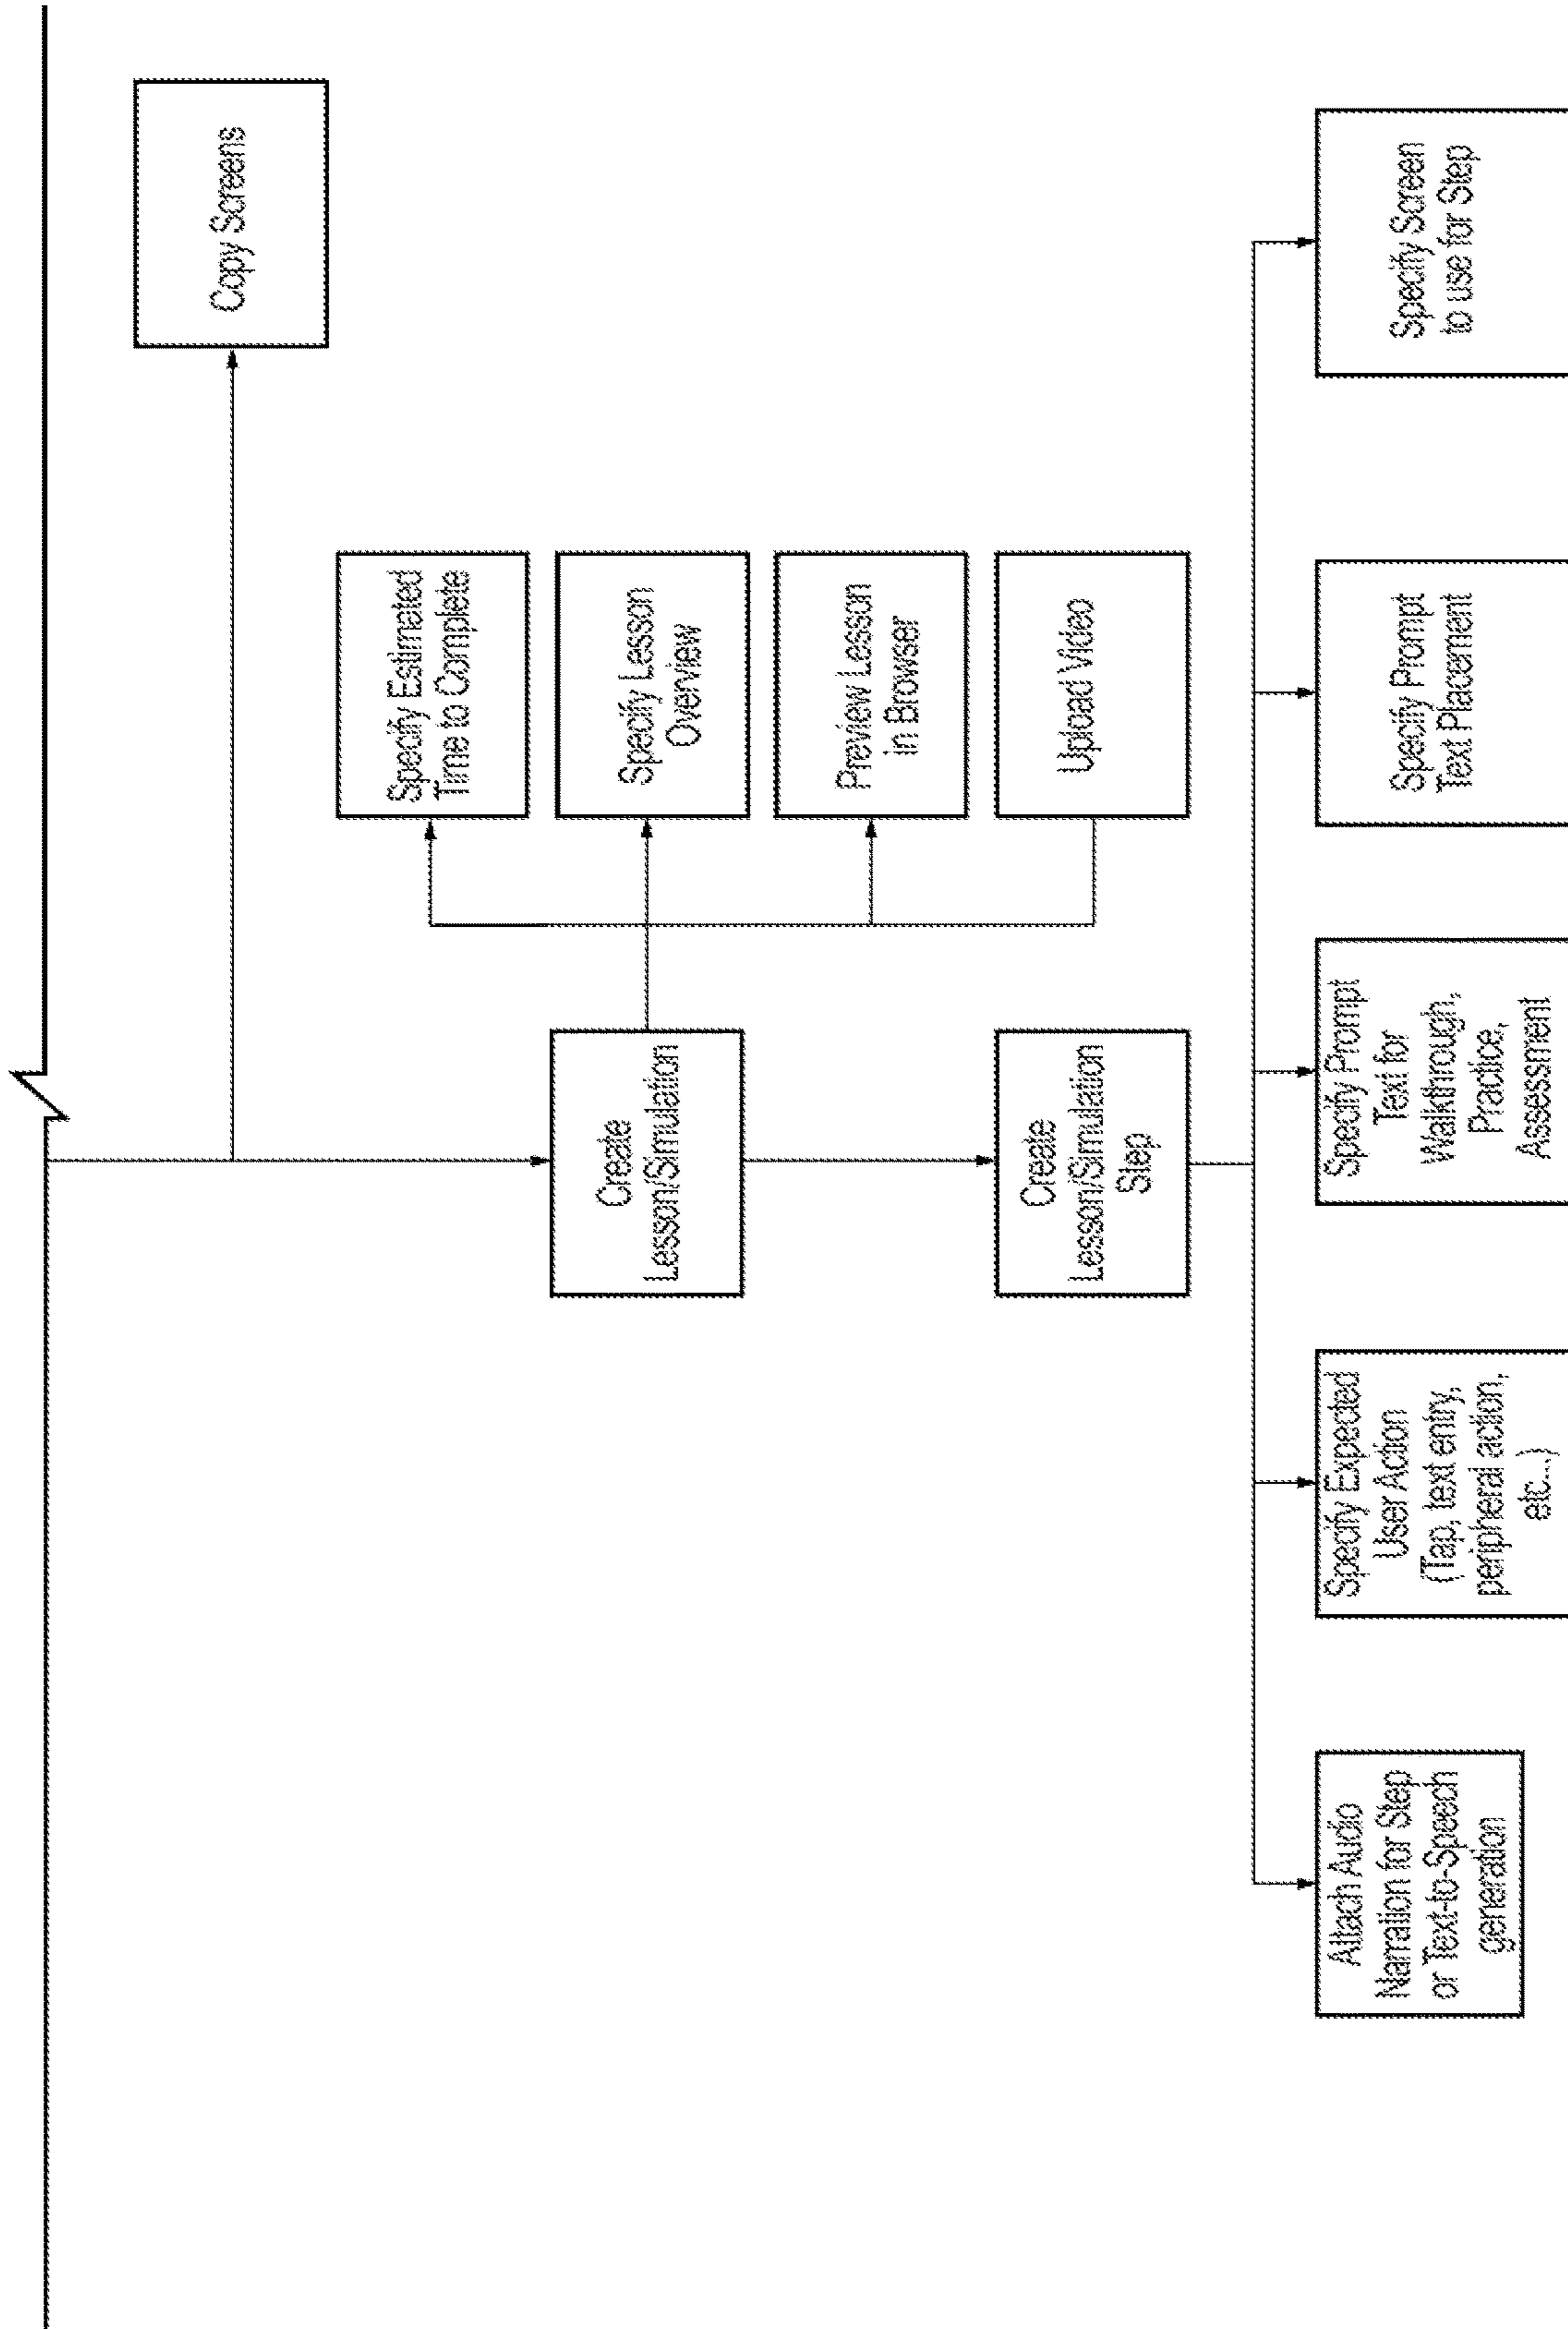 Copy Screens
Specify Estimated
Time to Complete
Specify Lesson
Overview
Preview Lesson
in Browser
Upload Video
Create
Lesson/Simulation
Create
Lesson/Simulation
Step
Attach Audio
Narration for Step
or Text-to-Speech
generation
Specify Expected
User Action
(Tap, text entry,
peripheral action,
etc...)
Specify Prompt
Text for
Walkthrough,
Practice,
Assessment
Specify Prompt
Text Placement
Specify Screen
to use for Step